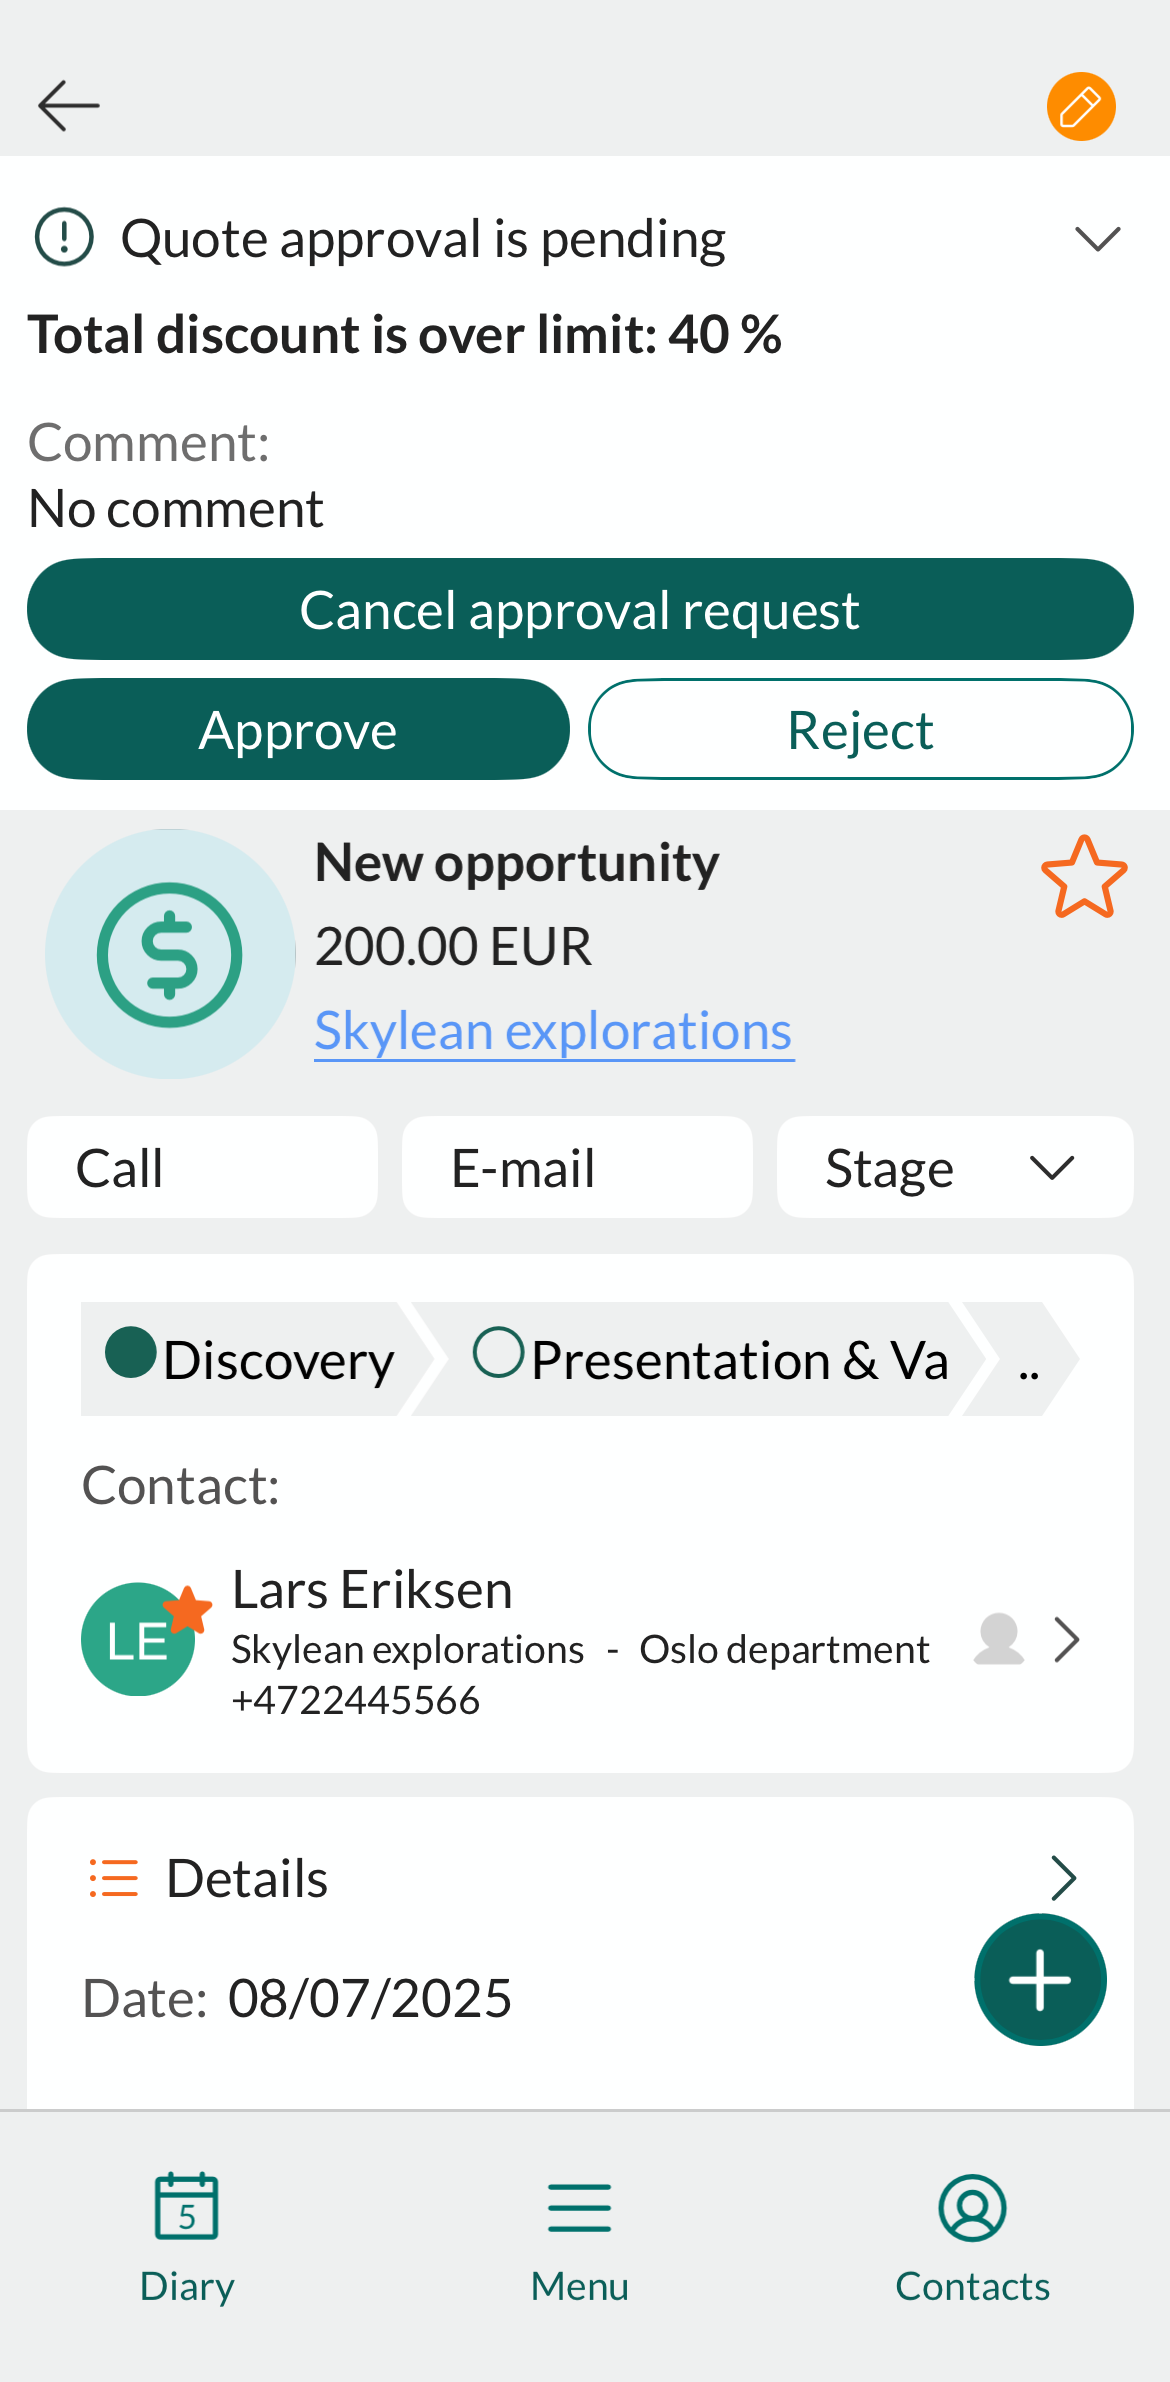 Quote approval is pending
Total discount is over limit: 40 %
Comment:
No comment
Cancel approval request
Approve
Reject
New opportunity
200.00 EUR
Skylean explorations
Call
E-mail
Stage
Discovery
Presentation & Va
..
Contact:
LE
Lars Eriksen
Skylean explorations - Oslo department
+4722445566
Details
Date: 08/07/2025
5
Diary
Menu
Contacts